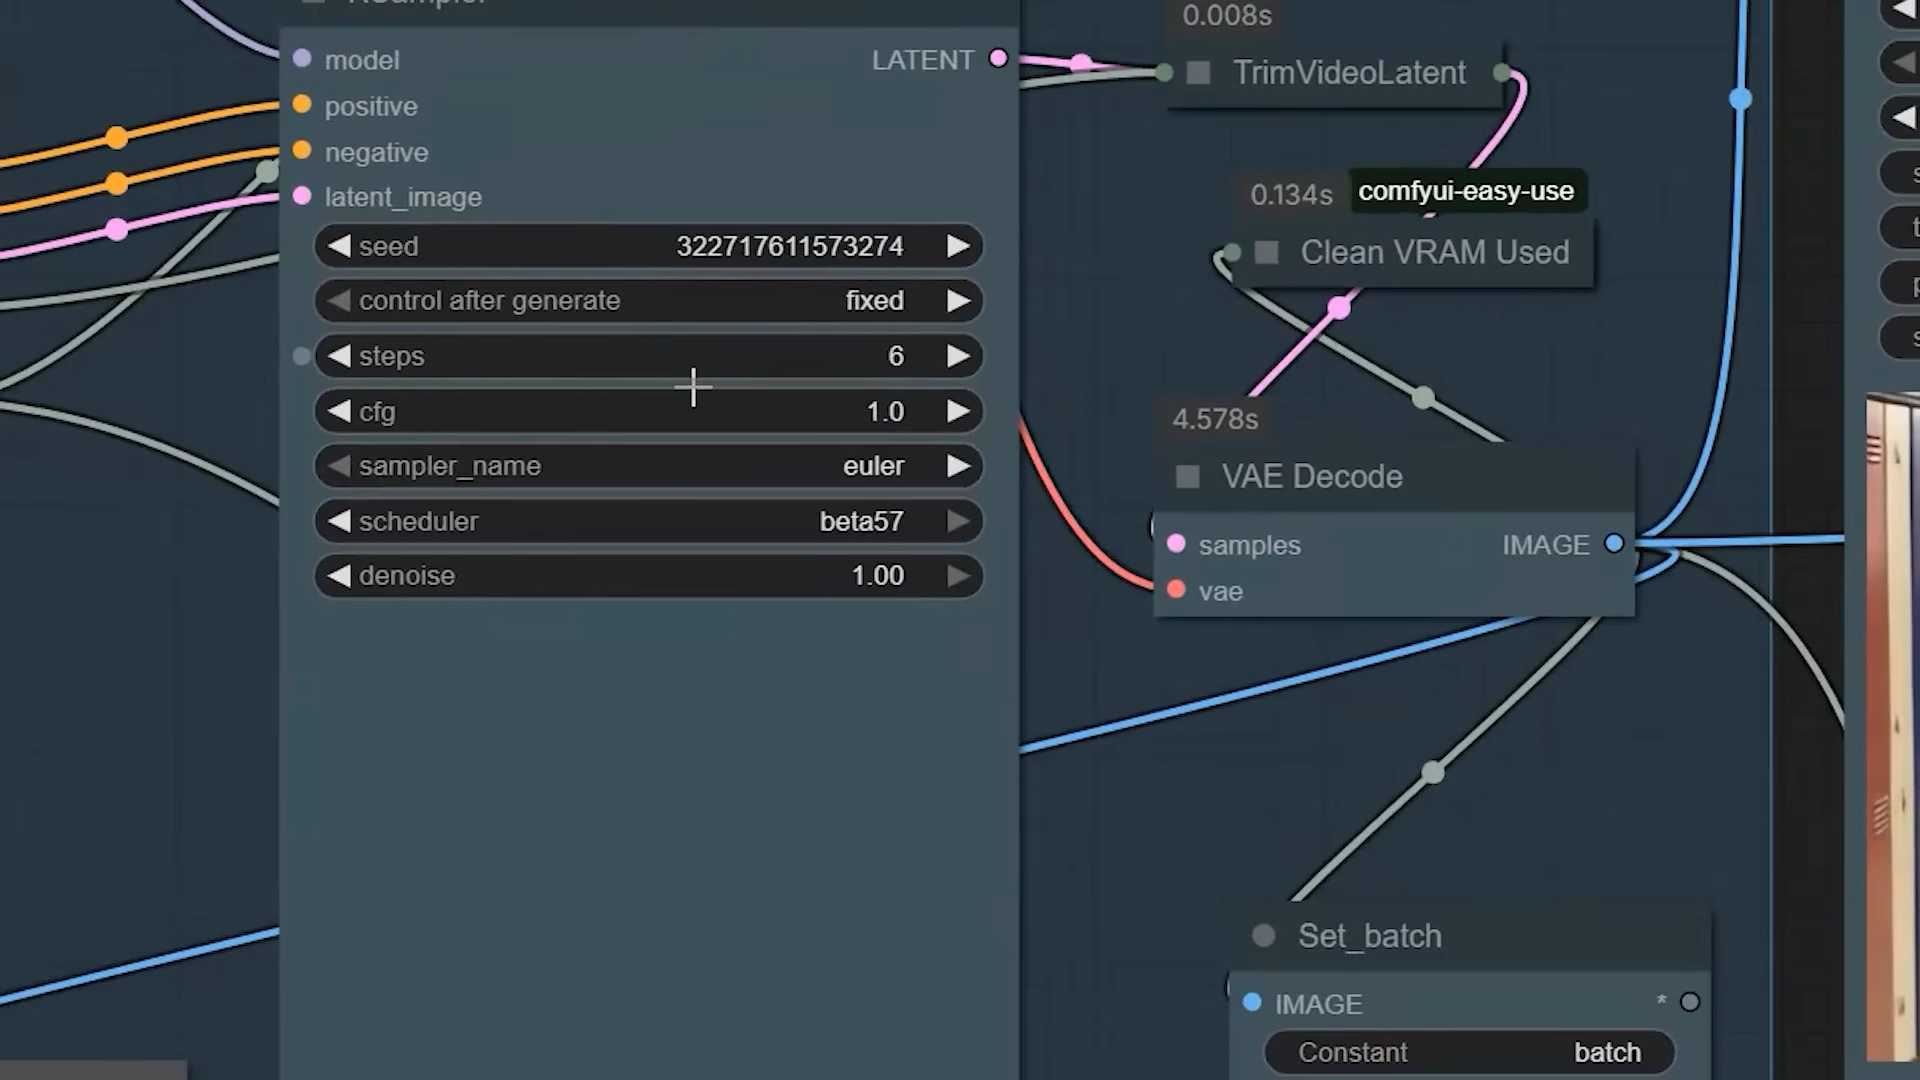 KSampler
model
LATENT
positive
negative
latent_image
seed 322717611573274
control after generate fixed
steps 6
cfg 1.0
sampler_name euler
scheduler beta57
denoise 1.00
0.008s
TrimVideoLatent
0.134s comfyui-easy-use
Clean VRAM Used
4.578s
VAE Decode
samples IMAGE
vae
Set_batch
IMAGE *
Constant batch